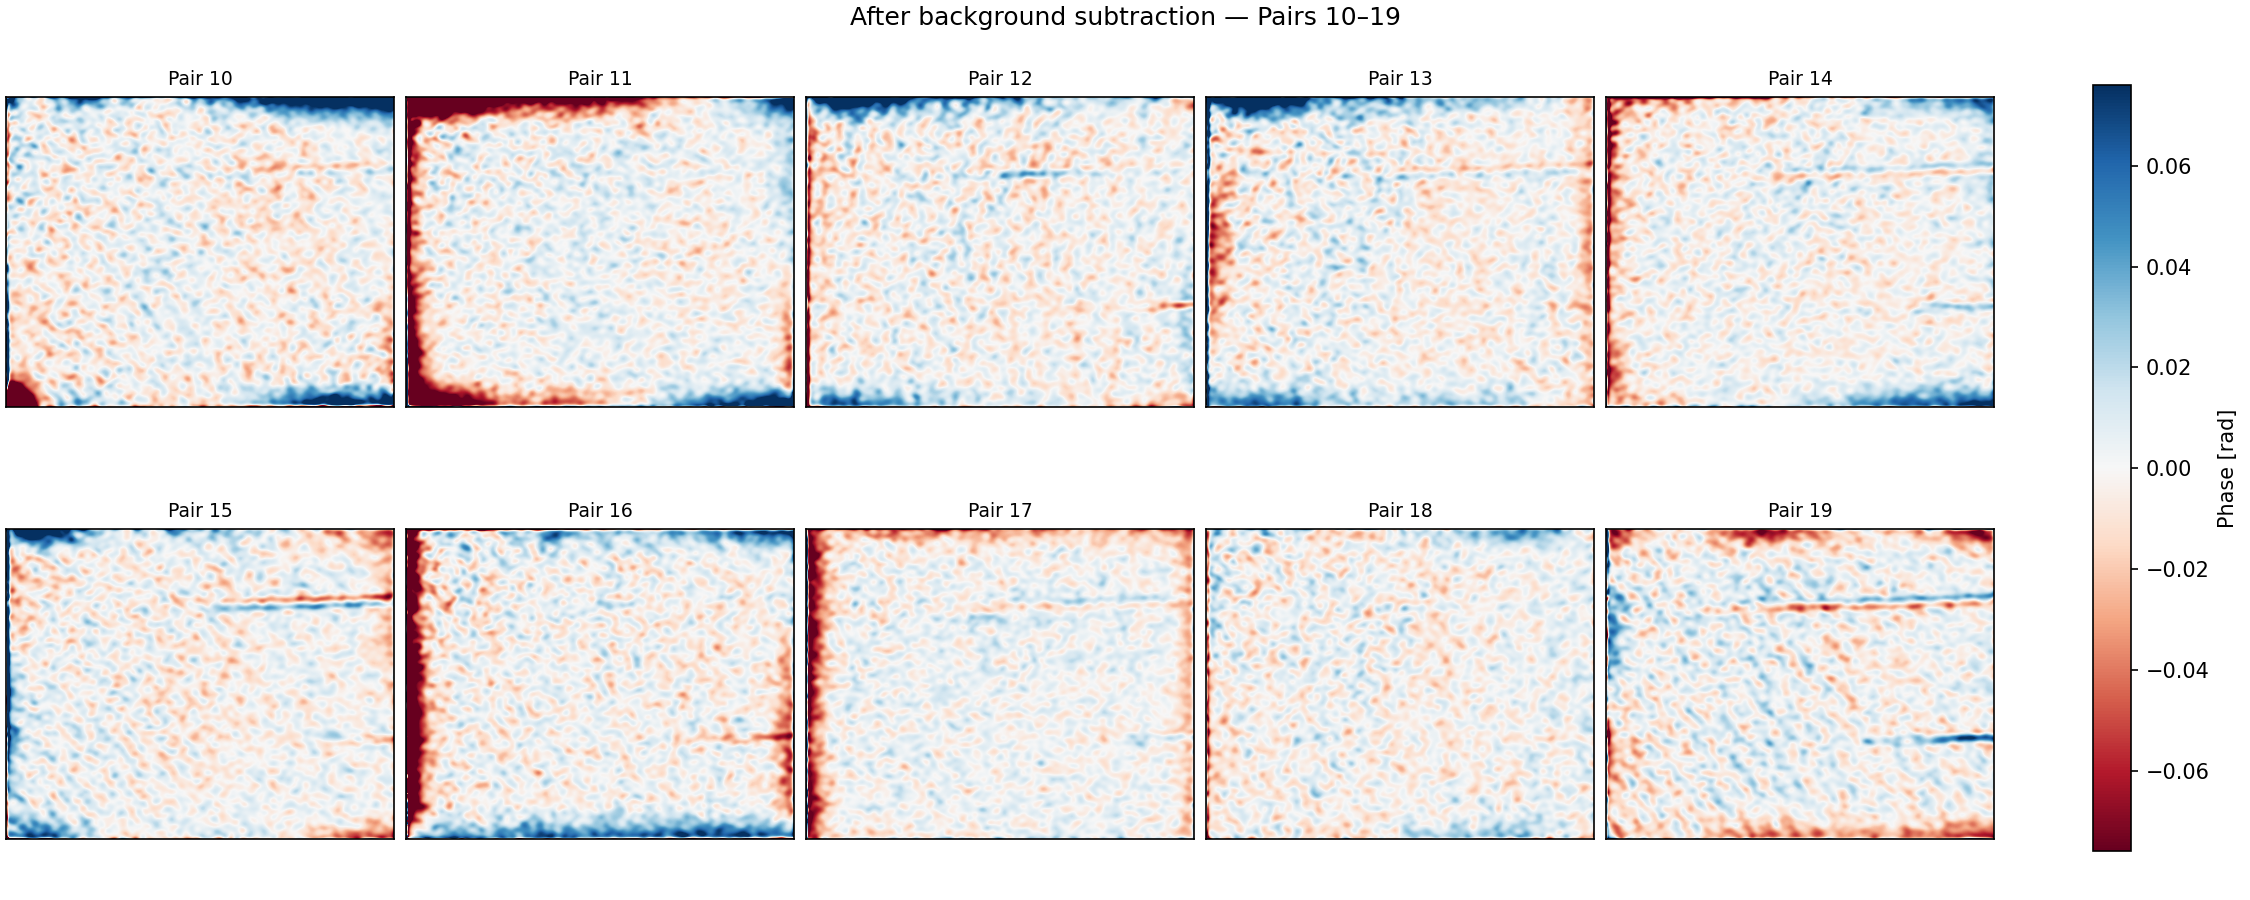 After background subtraction — Pairs 10–19
Pair 10
Pair 11
Pair 12
Pair 13
Pair 14
Pair 15
Pair 16
Pair 17
Pair 18
Pair 19
0.06
0.04
0.02
0.00
−0.02
−0.04
−0.06
Phase [rad]